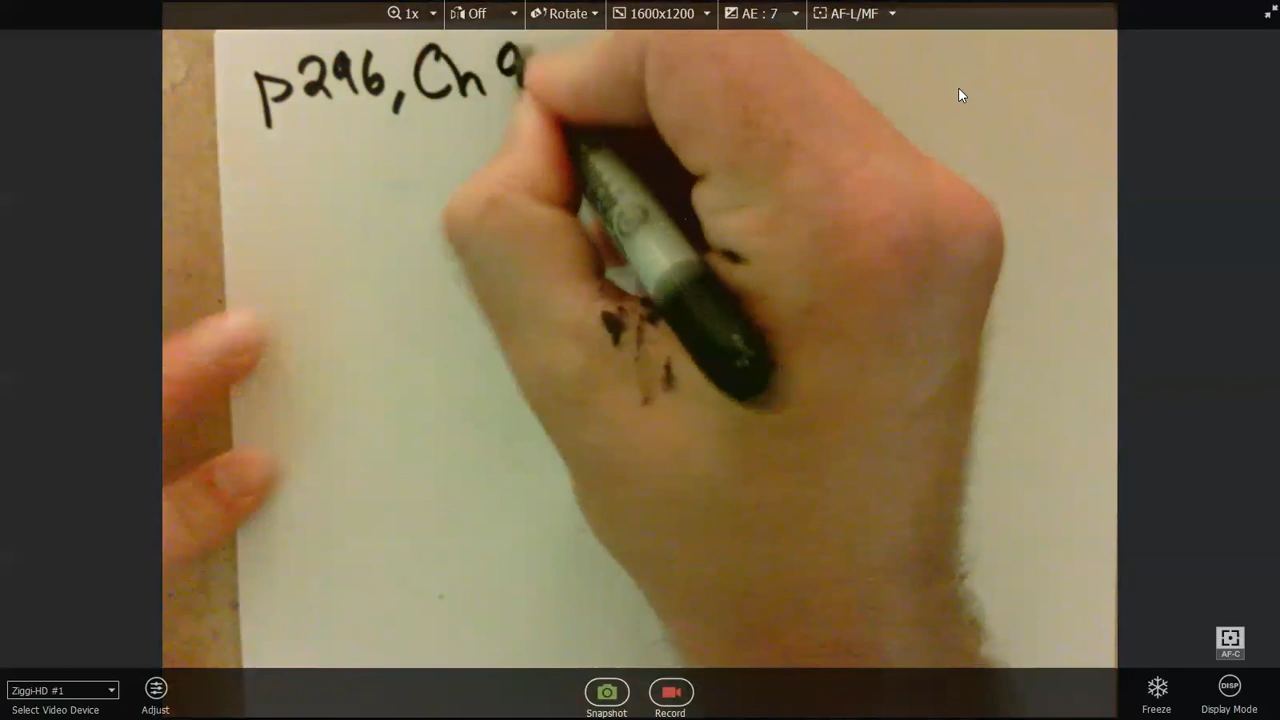 1x Off Rotate 1600x1200 AE : 7 AF-L/MF
p296, Ch 9
AF-C
Ziggi-HD #1 DISP
Select Video Device Adjust Snapshot Record Freeze Display Mode